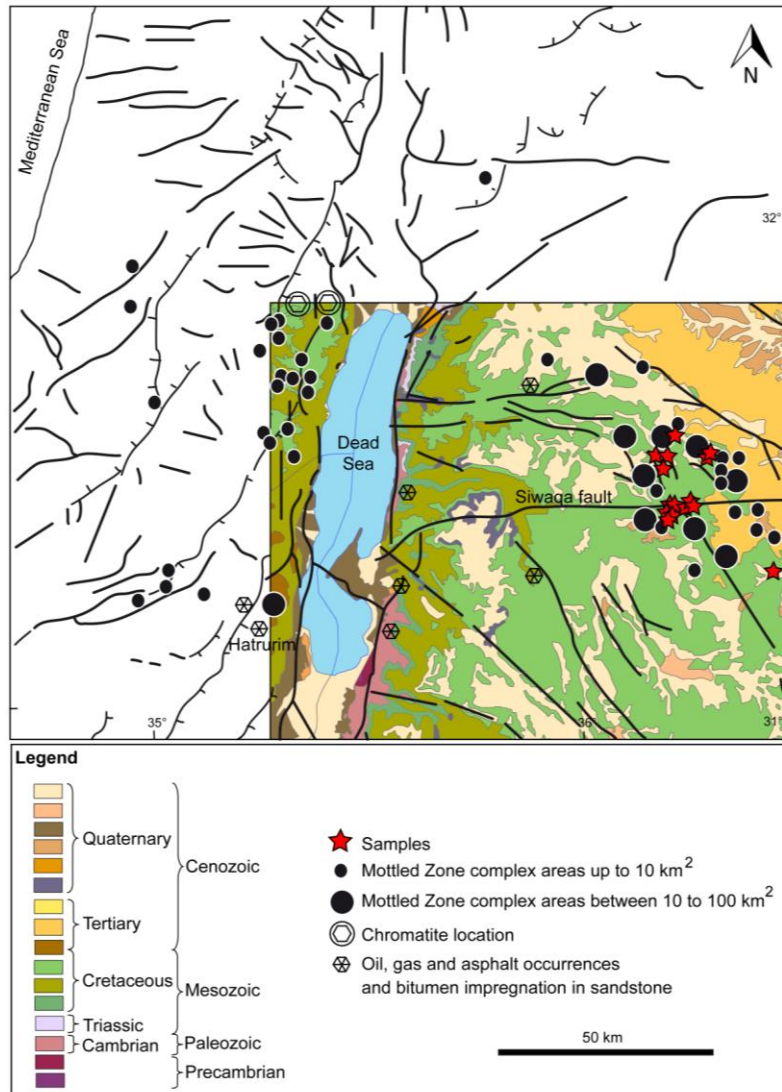 Mediterranean Sea
N
32°
Dead
Sea
Siwaqa fault
Hatrurim
35°
36°
31°
Legend
Quaternary
Tertiary
Cretaceous
Triassic
Cambrian
Cenozoic
Mesozoic
Paleozoic
Precambrian
Samples
Mottled Zone complex areas up to 10 km²
Mottled Zone complex areas between 10 to 100 km²
Chromatite location
Oil, gas and asphalt occurrences
and bitumen impregnation in sandstone
50 km